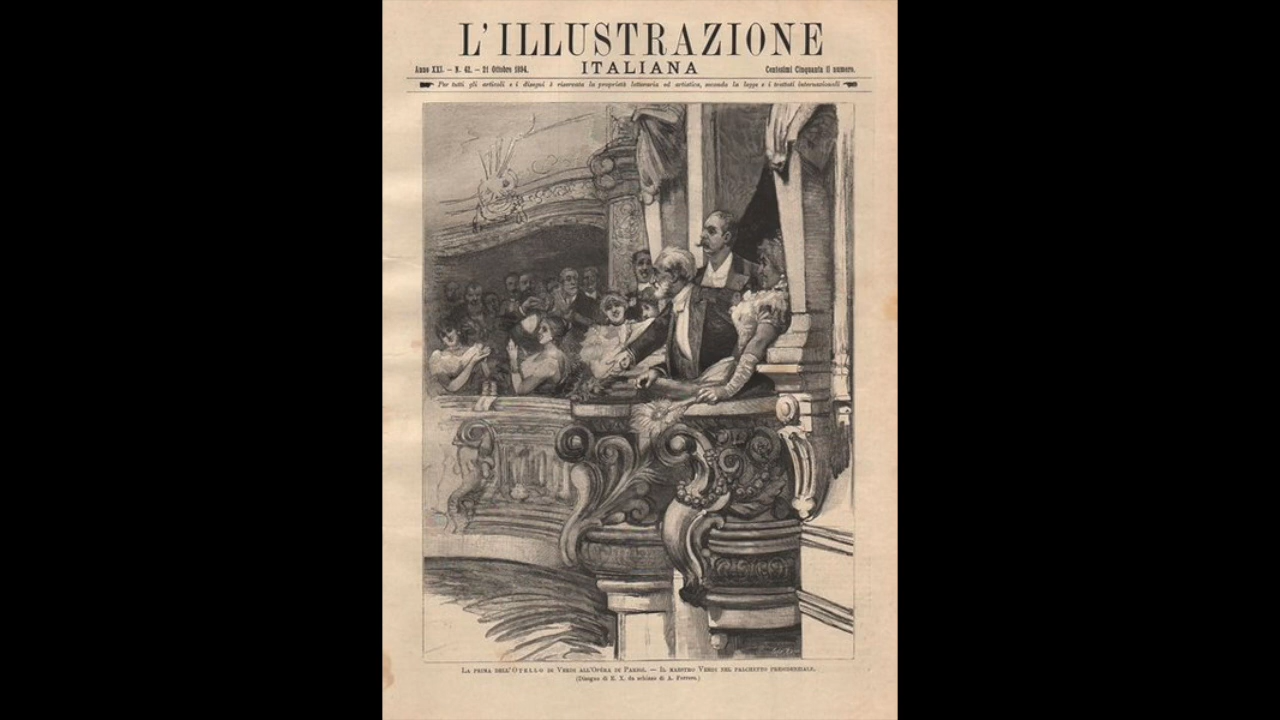 L'ILLUSTRAZIONE
ITALIANA
Anno XXI. — N. 42. — 21 Ottobre 1894.
Centesimi Cinquanta il numero.
Per tutti gli articoli e i disegni è riservata la proprietà letteraria ed artistica, secondo la legge e i trattati internazionali
LA PRIMA DELL'OTELLO DI VERDI ALL'OPÉRA DI PARIGI. — IL MAESTRO VERDI NEL PALCHETTO PRESIDENZIALE.
(Disegno di E. X. da schizzo di A. Ferrero.)